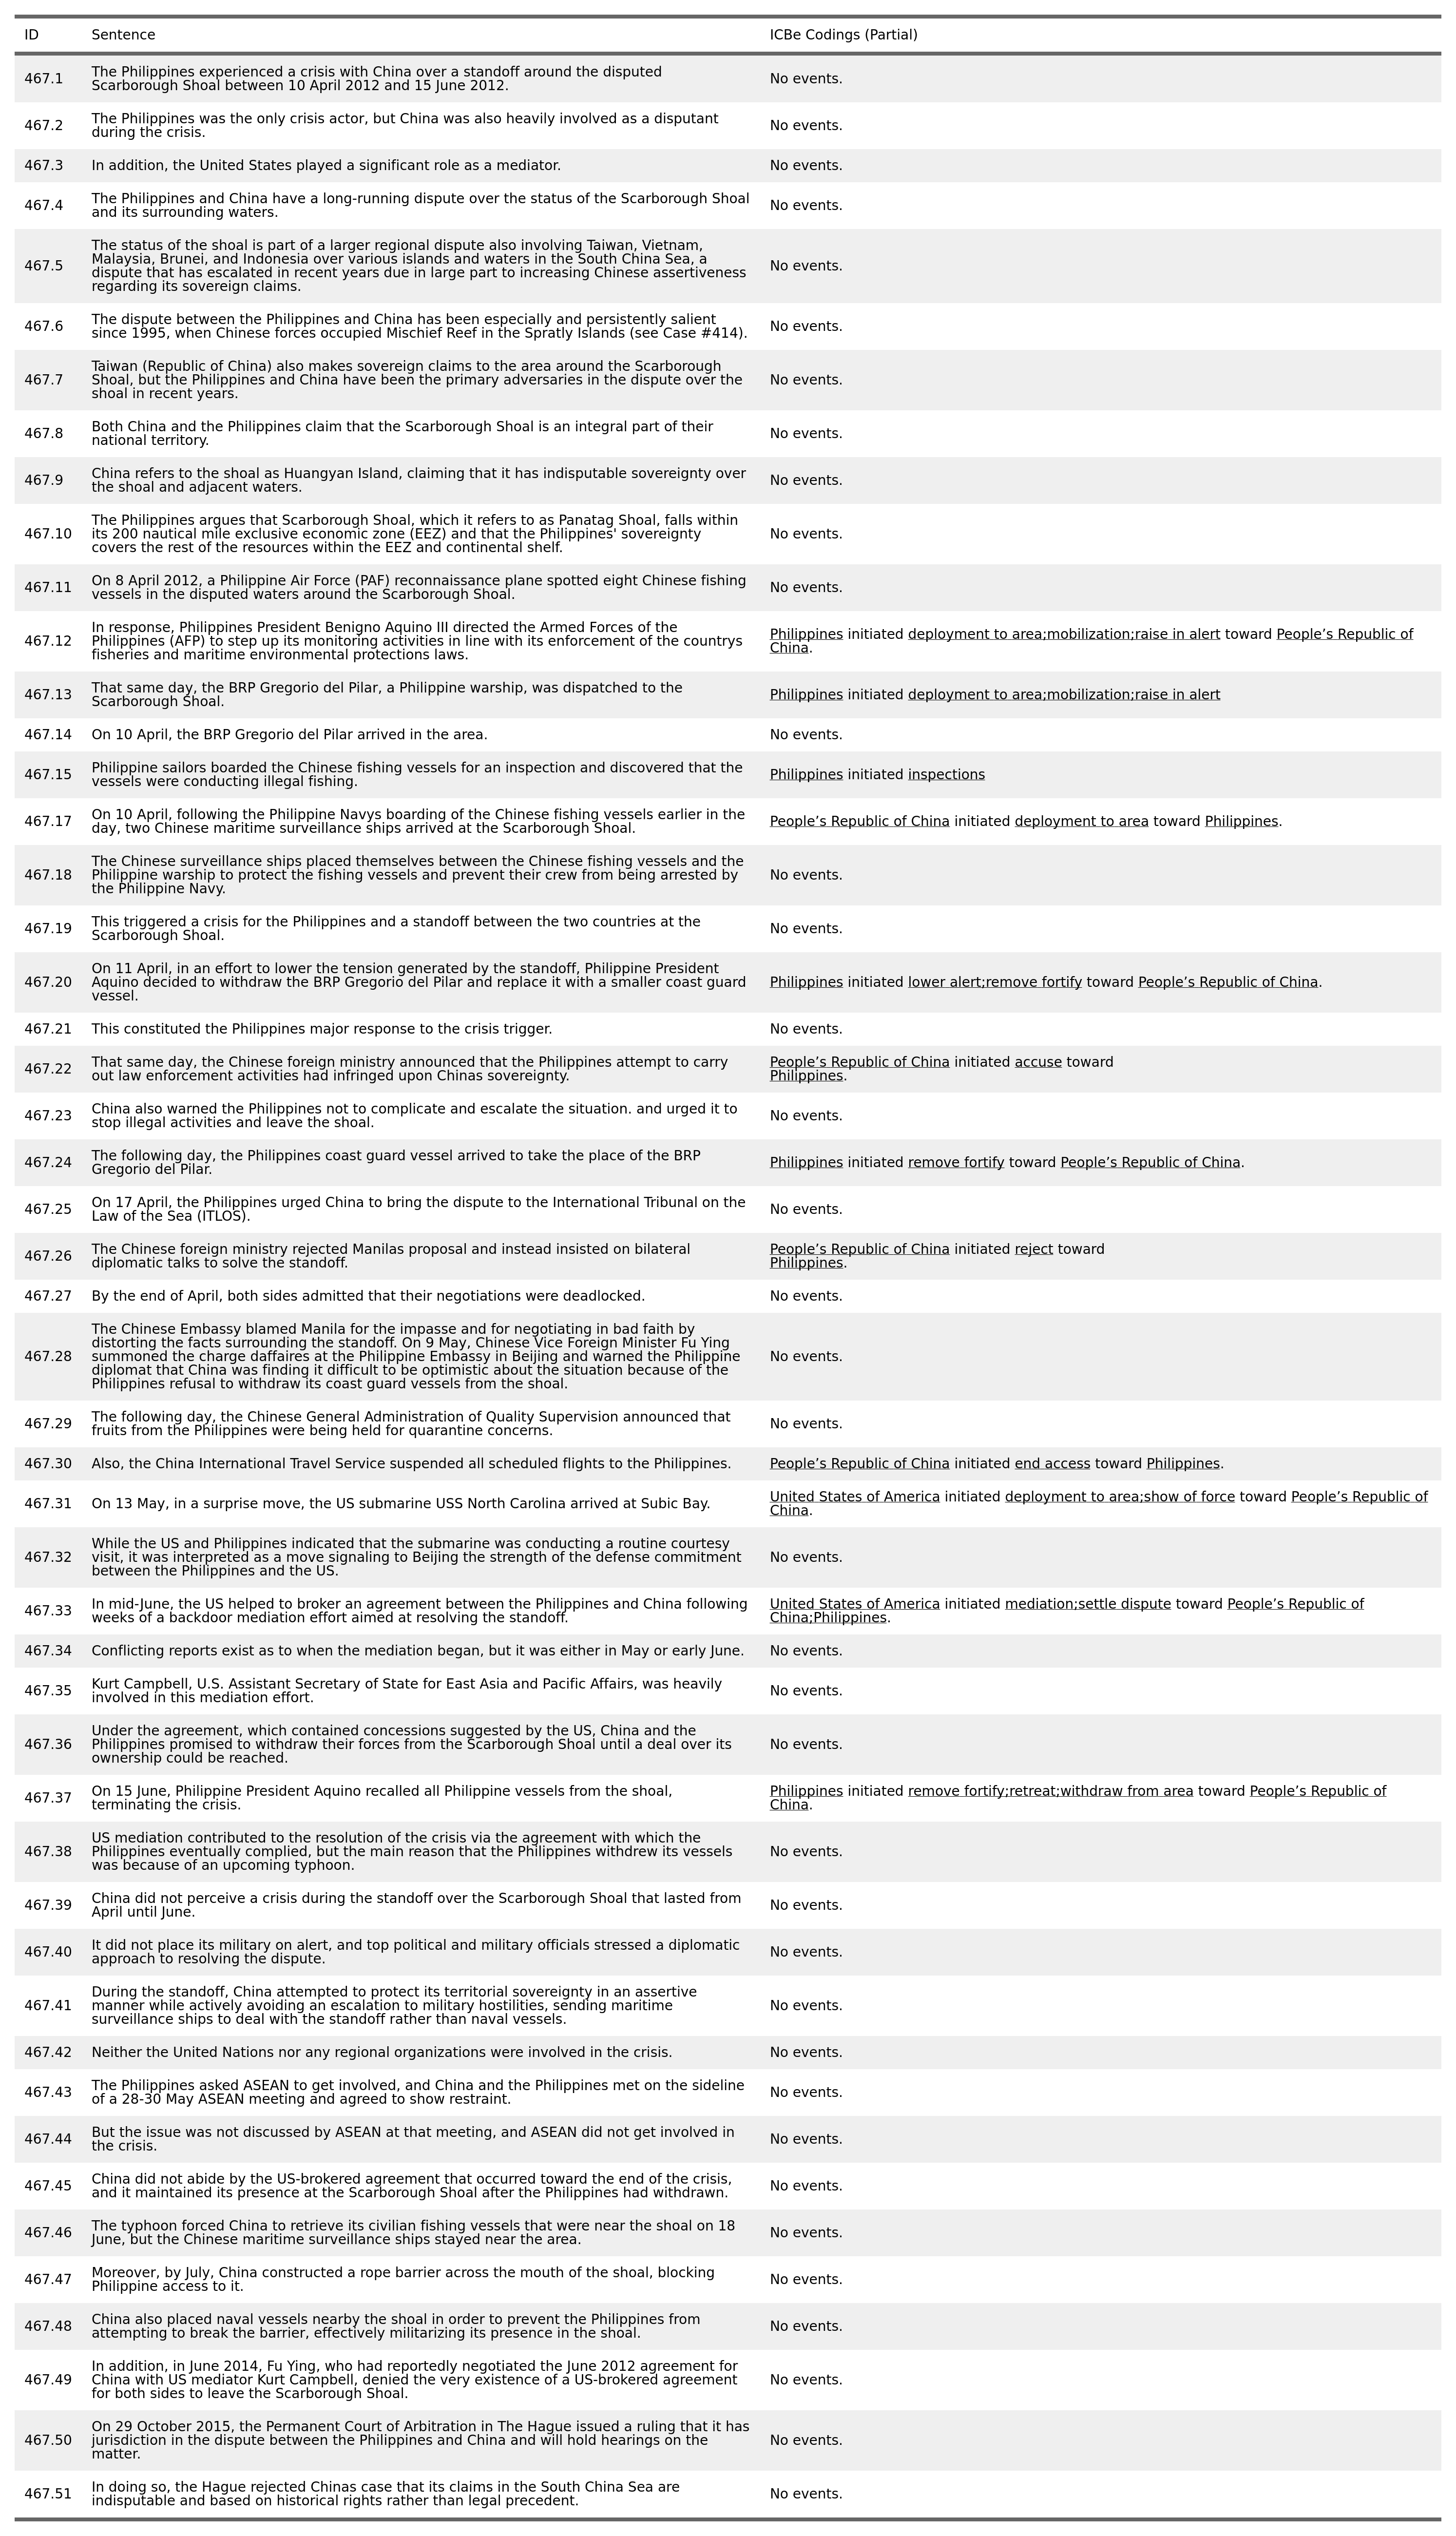 ID Sentence ICBe Codings (Partial)
467.1 The Philippines experienced a crisis with China over a standoff around the disputed
Scarborough Shoal between 10 April 2012 and 15 June 2012. No events.
467.2 The Philippines was the only crisis actor, but China was also heavily involved as a disputant
during the crisis. No events.
467.3 In addition, the United States played a significant role as a mediator. No events.
467.4 The Philippines and China have a long-running dispute over the status of the Scarborough Shoal
and its surrounding waters. No events.
467.5 The status of the shoal is part of a larger regional dispute also involving Taiwan, Vietnam,
Malaysia, Brunei, and Indonesia over various islands and waters in the South China Sea, a
dispute that has escalated in recent years due in large part to increasing Chinese assertiveness
regarding its sovereign claims. No events.
467.6 The dispute between the Philippines and China has been especially and persistently salient
since 1995, when Chinese forces occupied Mischief Reef in the Spratly Islands (see Case #414). No events.
467.7 Taiwan (Republic of China) also makes sovereign claims to the area around the Scarborough
Shoal, but the Philippines and China have been the primary adversaries in the dispute over the
shoal in recent years. No events.
467.8 Both China and the Philippines claim that the Scarborough Shoal is an integral part of their
national territory. No events.
467.9 China refers to the shoal as Huangyan Island, claiming that it has indisputable sovereignty over
the shoal and adjacent waters. No events.
467.10 The Philippines argues that Scarborough Shoal, which it refers to as Panatag Shoal, falls within
its 200 nautical mile exclusive economic zone (EEZ) and that the Philippines' sovereignty
covers the rest of the resources within the EEZ and continental shelf. No events.
467.11 On 8 April 2012, a Philippine Air Force (PAF) reconnaissance plane spotted eight Chinese fishing
vessels in the disputed waters around the Scarborough Shoal. No events.
467.12 In response, Philippines President Benigno Aquino III directed the Armed Forces of the
Philippines (AFP) to step up its monitoring activities in line with its enforcement of the countrys
fisheries and maritime environmental protections laws. Philippines initiated deployment to area;mobilization;raise in alert toward People’s Republic of
China.
467.13 That same day, the BRP Gregorio del Pilar, a Philippine warship, was dispatched to the
Scarborough Shoal. Philippines initiated deployment to area;mobilization;raise in alert
467.14 On 10 April, the BRP Gregorio del Pilar arrived in the area. No events.
467.15 Philippine sailors boarded the Chinese fishing vessels for an inspection and discovered that the
vessels were conducting illegal fishing. Philippines initiated inspections
467.17 On 10 April, following the Philippine Navys boarding of the Chinese fishing vessels earlier in the
day, two Chinese maritime surveillance ships arrived at the Scarborough Shoal. People’s Republic of China initiated deployment to area toward Philippines.
467.18 The Chinese surveillance ships placed themselves between the Chinese fishing vessels and the
Philippine warship to protect the fishing vessels and prevent their crew from being arrested by
the Philippine Navy. No events.
467.19 This triggered a crisis for the Philippines and a standoff between the two countries at the
Scarborough Shoal. No events.
467.20 On 11 April, in an effort to lower the tension generated by the standoff, Philippine President
Aquino decided to withdraw the BRP Gregorio del Pilar and replace it with a smaller coast guard
vessel. Philippines initiated lower alert;remove fortify toward People’s Republic of China.
467.21 This constituted the Philippines major response to the crisis trigger. No events.
467.22 That same day, the Chinese foreign ministry announced that the Philippines attempt to carry
out law enforcement activities had infringed upon Chinas sovereignty. People’s Republic of China initiated accuse toward
Philippines.
467.23 China also warned the Philippines not to complicate and escalate the situation. and urged it to
stop illegal activities and leave the shoal. No events.
467.24 The following day, the Philippines coast guard vessel arrived to take the place of the BRP
Gregorio del Pilar. Philippines initiated remove fortify toward People’s Republic of China.
467.25 On 17 April, the Philippines urged China to bring the dispute to the International Tribunal on the
Law of the Sea (ITLOS). No events.
467.26 The Chinese foreign ministry rejected Manilas proposal and instead insisted on bilateral
diplomatic talks to solve the standoff. People’s Republic of China initiated reject toward
Philippines.
467.27 By the end of April, both sides admitted that their negotiations were deadlocked. No events.
467.28 The Chinese Embassy blamed Manila for the impasse and for negotiating in bad faith by
distorting the facts surrounding the standoff. On 9 May, Chinese Vice Foreign Minister Fu Ying
summoned the charge daffaires at the Philippine Embassy in Beijing and warned the Philippine
diplomat that China was finding it difficult to be optimistic about the situation because of the
Philippines refusal to withdraw its coast guard vessels from the shoal. No events.
467.29 The following day, the Chinese General Administration of Quality Supervision announced that
fruits from the Philippines were being held for quarantine concerns. No events.
467.30 Also, the China International Travel Service suspended all scheduled flights to the Philippines. People’s Republic of China initiated end access toward Philippines.
467.31 On 13 May, in a surprise move, the US submarine USS North Carolina arrived at Subic Bay. United States of America initiated deployment to area;show of force toward People’s Republic of
China.
467.32 While the US and Philippines indicated that the submarine was conducting a routine courtesy
visit, it was interpreted as a move signaling to Beijing the strength of the defense commitment
between the Philippines and the US. No events.
467.33 In mid-June, the US helped to broker an agreement between the Philippines and China following
weeks of a backdoor mediation effort aimed at resolving the standoff. United States of America initiated mediation;settle dispute toward People’s Republic of
China;Philippines.
467.34 Conflicting reports exist as to when the mediation began, but it was either in May or early June. No events.
467.35 Kurt Campbell, U.S. Assistant Secretary of State for East Asia and Pacific Affairs, was heavily
involved in this mediation effort. No events.
467.36 Under the agreement, which contained concessions suggested by the US, China and the
Philippines promised to withdraw their forces from the Scarborough Shoal until a deal over its
ownership could be reached. No events.
467.37 On 15 June, Philippine President Aquino recalled all Philippine vessels from the shoal,
terminating the crisis. Philippines initiated remove fortify;retreat;withdraw from area toward People’s Republic of
China.
467.38 US mediation contributed to the resolution of the crisis via the agreement with which the
Philippines eventually complied, but the main reason that the Philippines withdrew its vessels
was because of an upcoming typhoon. No events.
467.39 China did not perceive a crisis during the standoff over the Scarborough Shoal that lasted from
April until June. No events.
467.40 It did not place its military on alert, and top political and military officials stressed a diplomatic
approach to resolving the dispute. No events.
467.41 During the standoff, China attempted to protect its territorial sovereignty in an assertive
manner while actively avoiding an escalation to military hostilities, sending maritime
surveillance ships to deal with the standoff rather than naval vessels. No events.
467.42 Neither the United Nations nor any regional organizations were involved in the crisis. No events.
467.43 The Philippines asked ASEAN to get involved, and China and the Philippines met on the sideline
of a 28-30 May ASEAN meeting and agreed to show restraint. No events.
467.44 But the issue was not discussed by ASEAN at that meeting, and ASEAN did not get involved in
the crisis. No events.
467.45 China did not abide by the US-brokered agreement that occurred toward the end of the crisis,
and it maintained its presence at the Scarborough Shoal after the Philippines had withdrawn. No events.
467.46 The typhoon forced China to retrieve its civilian fishing vessels that were near the shoal on 18
June, but the Chinese maritime surveillance ships stayed near the area. No events.
467.47 Moreover, by July, China constructed a rope barrier across the mouth of the shoal, blocking
Philippine access to it. No events.
467.48 China also placed naval vessels nearby the shoal in order to prevent the Philippines from
attempting to break the barrier, effectively militarizing its presence in the shoal. No events.
467.49 In addition, in June 2014, Fu Ying, who had reportedly negotiated the June 2012 agreement for
China with US mediator Kurt Campbell, denied the very existence of a US-brokered agreement
for both sides to leave the Scarborough Shoal. No events.
467.50 On 29 October 2015, the Permanent Court of Arbitration in The Hague issued a ruling that it has
jurisdiction in the dispute between the Philippines and China and will hold hearings on the
matter. No events.
467.51 In doing so, the Hague rejected Chinas case that its claims in the South China Sea are
indisputable and based on historical rights rather than legal precedent. No events.